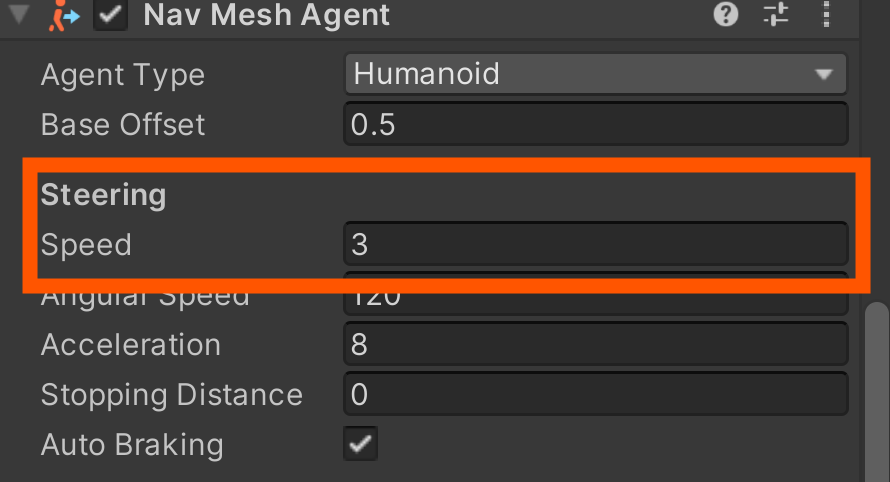 Nav Mesh Agent
Agent Type Humanoid
Base Offset 0.5
Steering
Speed 3
Angular Speed 120
Acceleration 8
Stopping Distance 0
Auto Braking